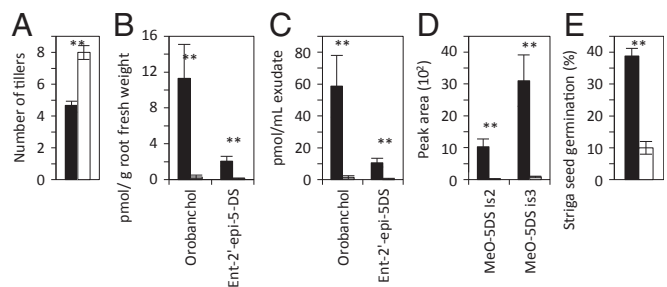 A
Number of tillers
8
6
4
2
0
**
B
pmol/ g root fresh weight
16
12
8
4
0
**
**
Orobanchol
Ent-2'-epi-5-DS
C
pmol/mL exudate
100
80
60
40
20
0
**
**
Orobanchol
Ent-2'-epi-5DS
D
Peak area (10²)
40
30
20
10
0
**
**
MeO-5DS is2
MeO-5DS is3
E
Striga seed germination (%)
50
40
30
20
10
0
**